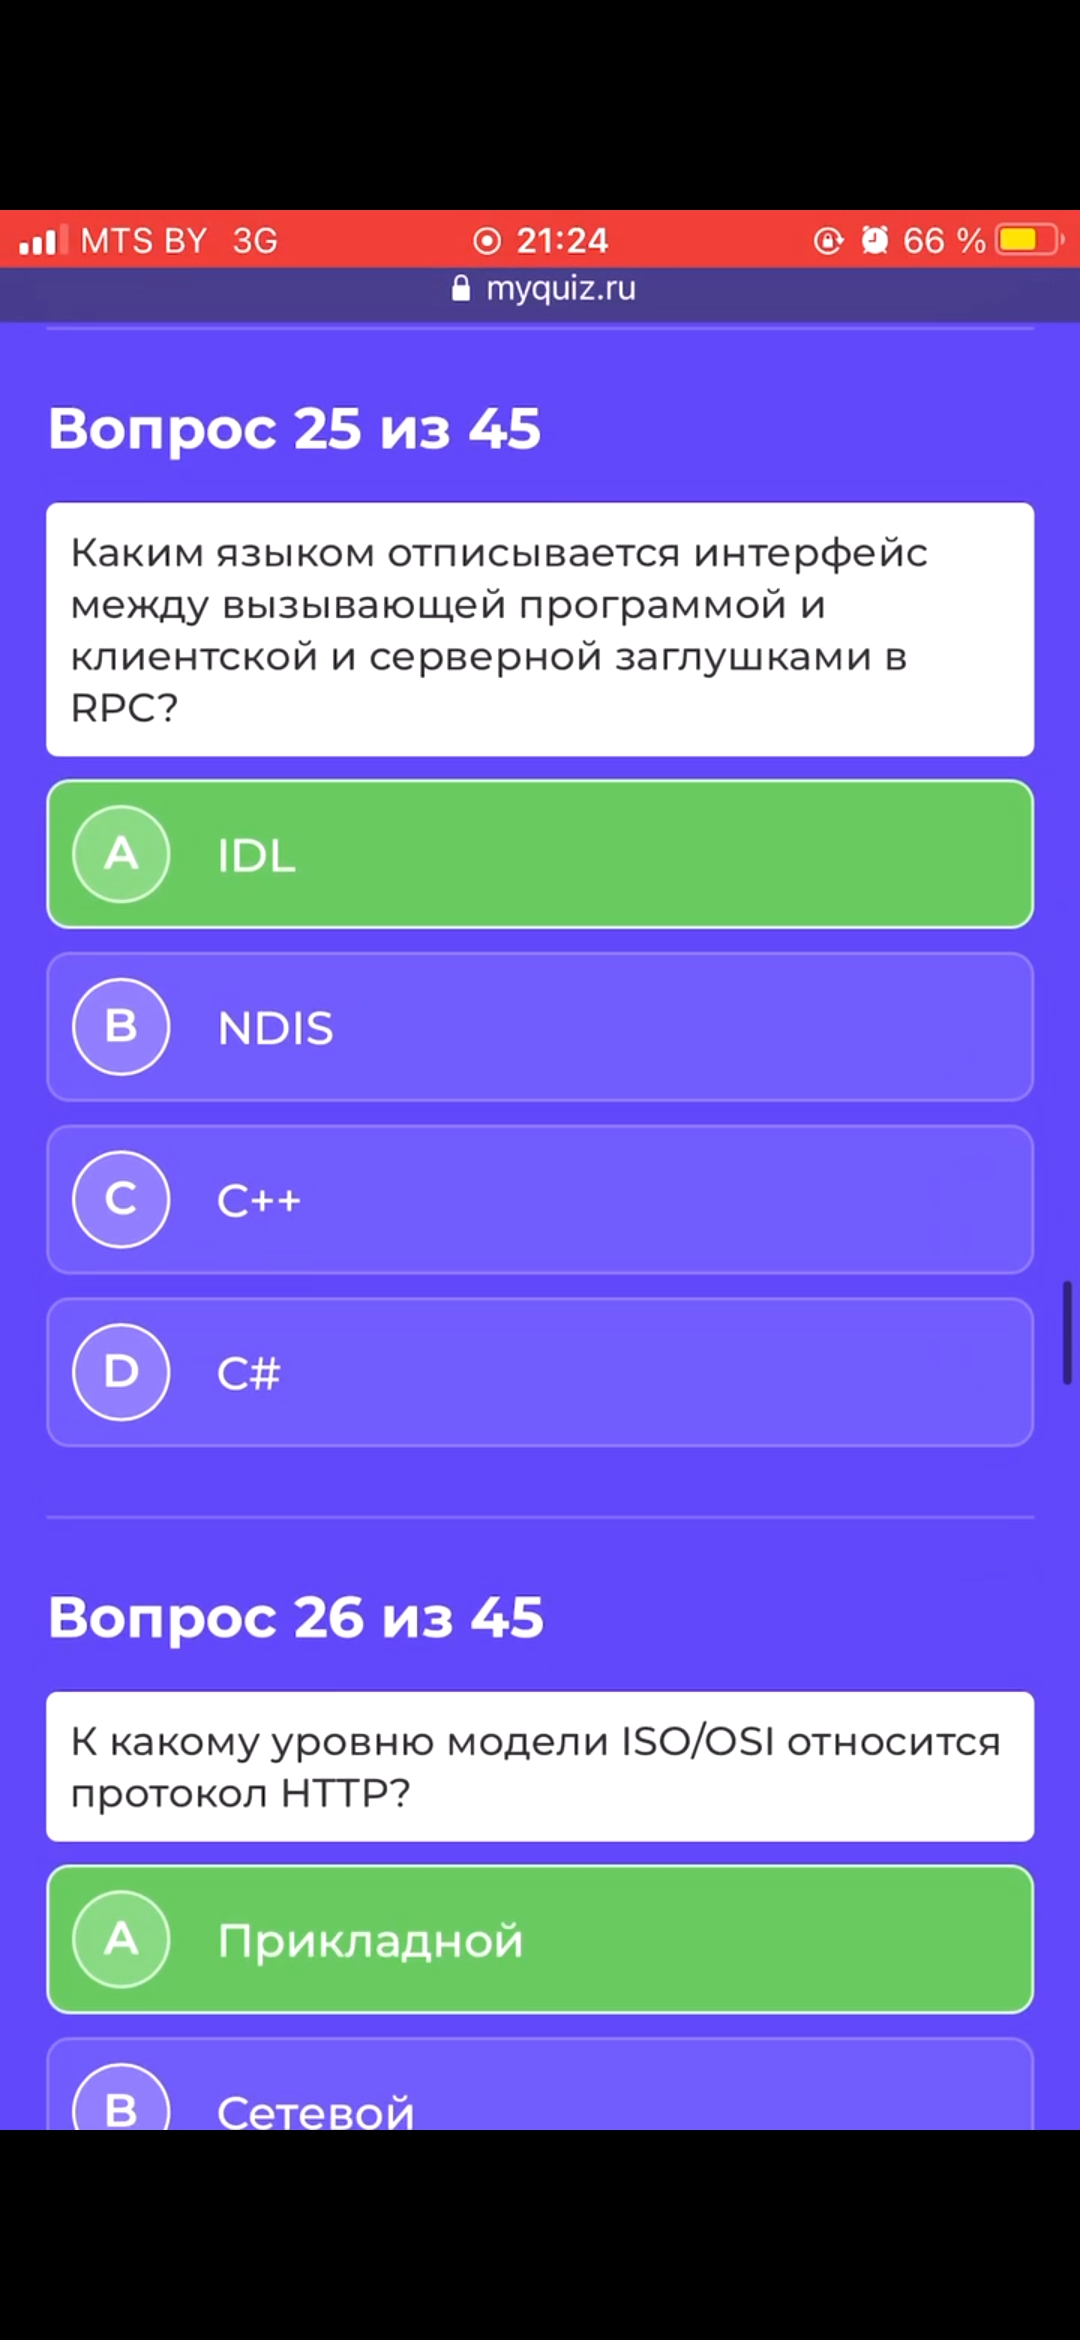 MTS BY 3G 21:24 66 %
myquiz.ru
Вопрос 25 из 45
Каким языком отписывается интерфейс
между вызывающей программой и
клиентской и серверной заглушками в
RPC?
A IDL
B NDIS
C C++
D C#
Вопрос 26 из 45
К какому уровню модели ISO/OSI относится
протокол HTTP?
A Прикладной
B Сетевой